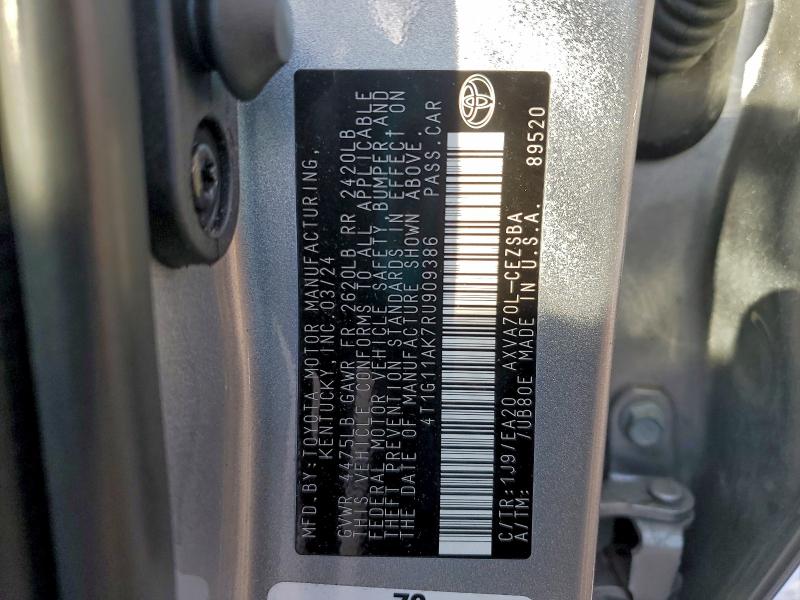 MFD. BY:TOYOTA MOTOR MANUFACTURING,
KENTUCKY, INC. 03/24
GVWR 4475LB GAWR FR 2620LB RR 2420LB
THIS VEHICLE CONFORMS TO ALL APPLICABLE
FEDERAL MOTOR VEHICLE SAFETY, BUMPER, AND
THEFT PREVENTION STANDARDS IN EFFECT ON
THE DATE OF MANUFACTURE SHOWN ABOVE.
4T1G11AK7RU909386 PASS. CAR
C/TR:1J9/EA20 AXVA70L-CEZSBA 89520
A/TM: 7UB80E MADE IN U.S.A.